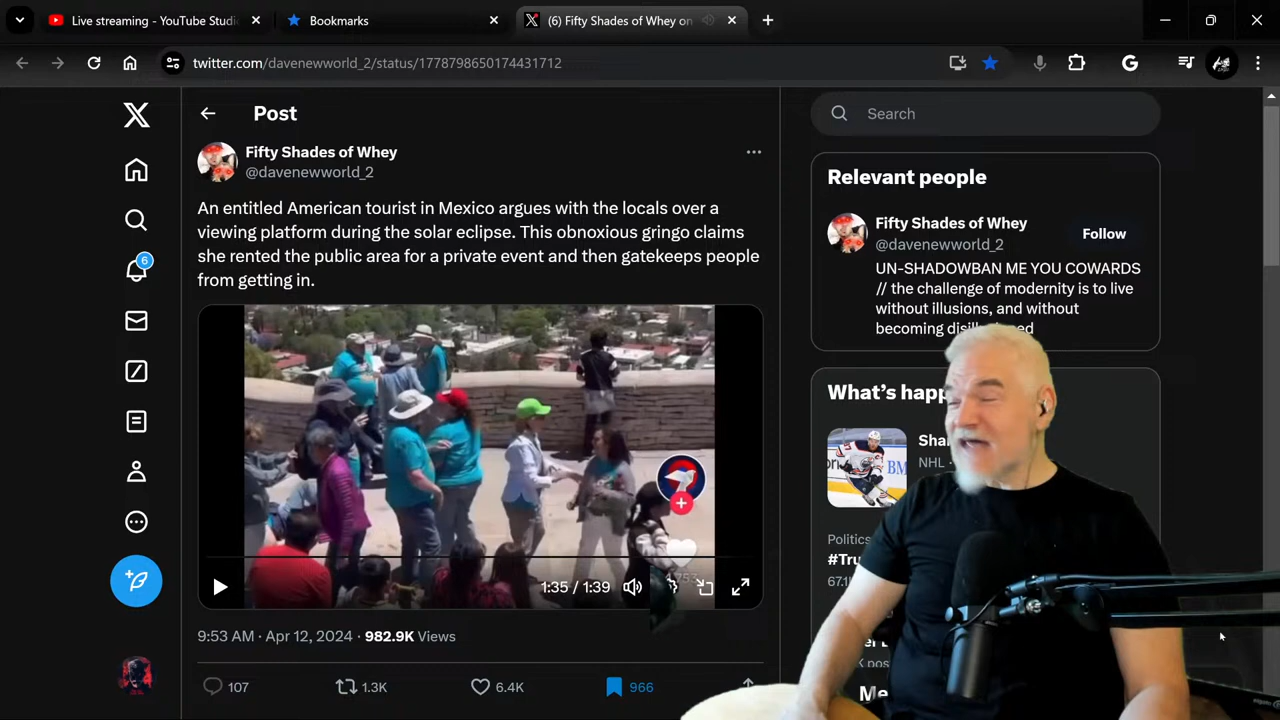 Live streaming - YouTube Studi
Bookmarks
(6) Fifty Shades of Whey on
twitter.com/davenewworld_2/status/1778798650174431712
Post
Fifty Shades of Whey
@davenewworld_2
An entitled American tourist in Mexico argues with the locals over a
viewing platform during the solar eclipse. This obnoxious gringo claims
she rented the public area for a private event and then gatekeeps people
from getting in.
1:35 / 1:39
9:53 AM · Apr 12, 2024 · 982.9K Views
107
1.3K
6.4K
966
6
Search
Relevant people
Fifty Shades of Whey
@davenewworld_2
Follow
UN-SHADOWBAN ME YOU COWARDS
// the challenge of modernity is to live
without illusions, and without
becoming
What's
NHL ·
BM
Politics
67.1